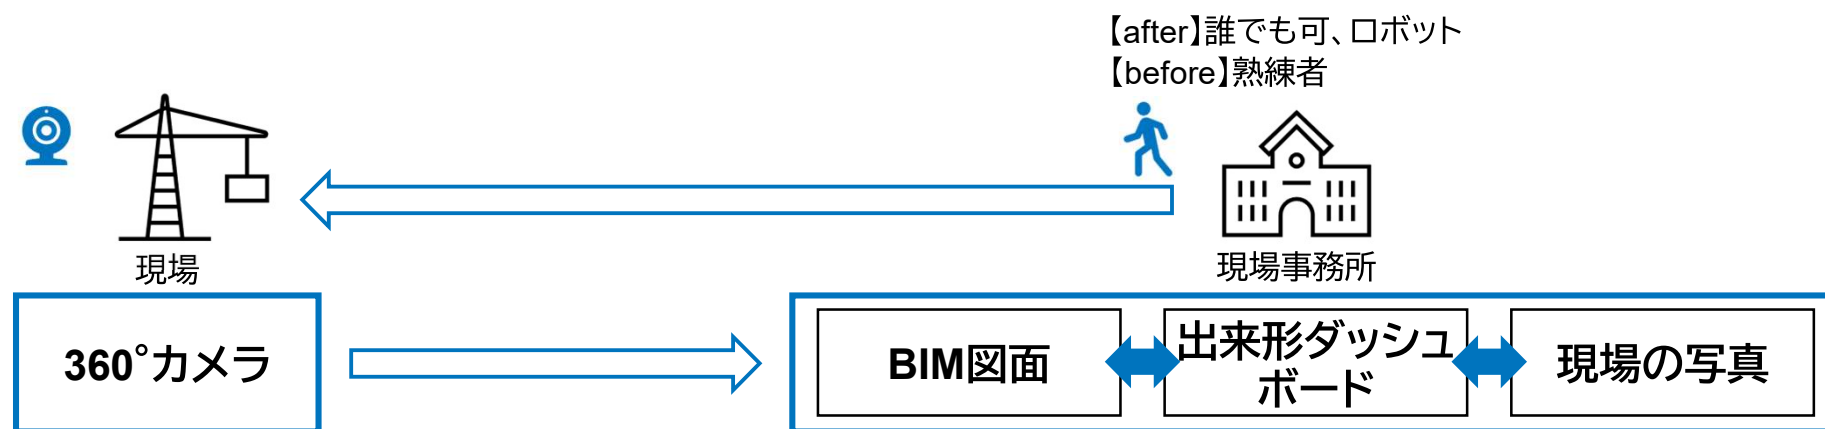 【after】誰でも可、ロボット
【before】熟練者
現場
現場事務所
360°カメラ
BIM図面
出来形ダッシュ
ボード
現場の写真